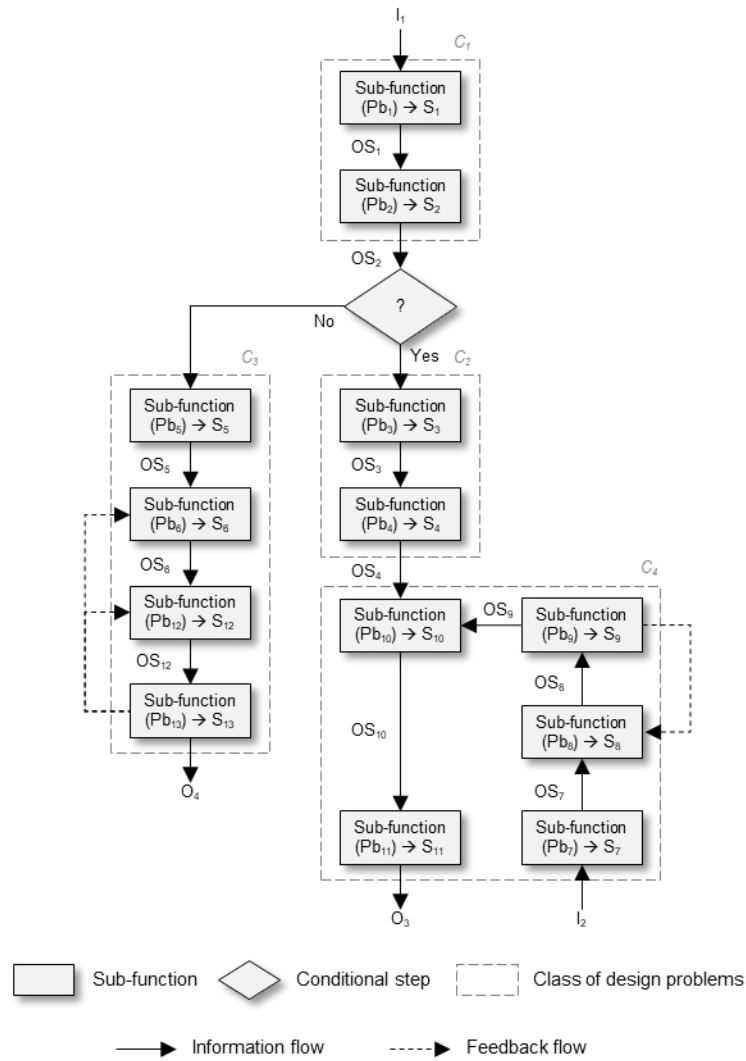 I₁
C₁
Sub-function
(Pb₁) → S₁
OS₁
Sub-function
(Pb₂) → S₂
OS₂
?
No
Yes
C₃
C₂
Sub-function
(Pb₅) → S₅
Sub-function
(Pb₃) → S₃
OS₅
OS₃
Sub-function
(Pb₆) → S₆
Sub-function
(Pb₄) → S₄
OS₆
OS₄
C₄
Sub-function
(Pb₁₂) → S₁₂
Sub-function
(Pb₁₀) → S₁₀
OS₉
Sub-function
(Pb₉) → S₉
OS₁₂
OS₈
Sub-function
(Pb₁₃) → S₁₃
OS₁₀
Sub-function
(Pb₈) → S₈
O₄
OS₇
Sub-function
(Pb₁₁) → S₁₁
Sub-function
(Pb₇) → S₇
O₃
I₂
Sub-function
Conditional step
Class of design problems
Information flow
Feedback flow